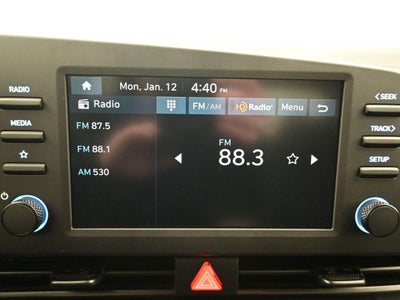 Mon, Jan. 12 4:40 PM
RADIO
Radio FM/AM HD Radio Menu
<SEEK
FM 87.5
MEDIA
FM 88.1
AM 530
FM
88.3
TRACK>
SETUP